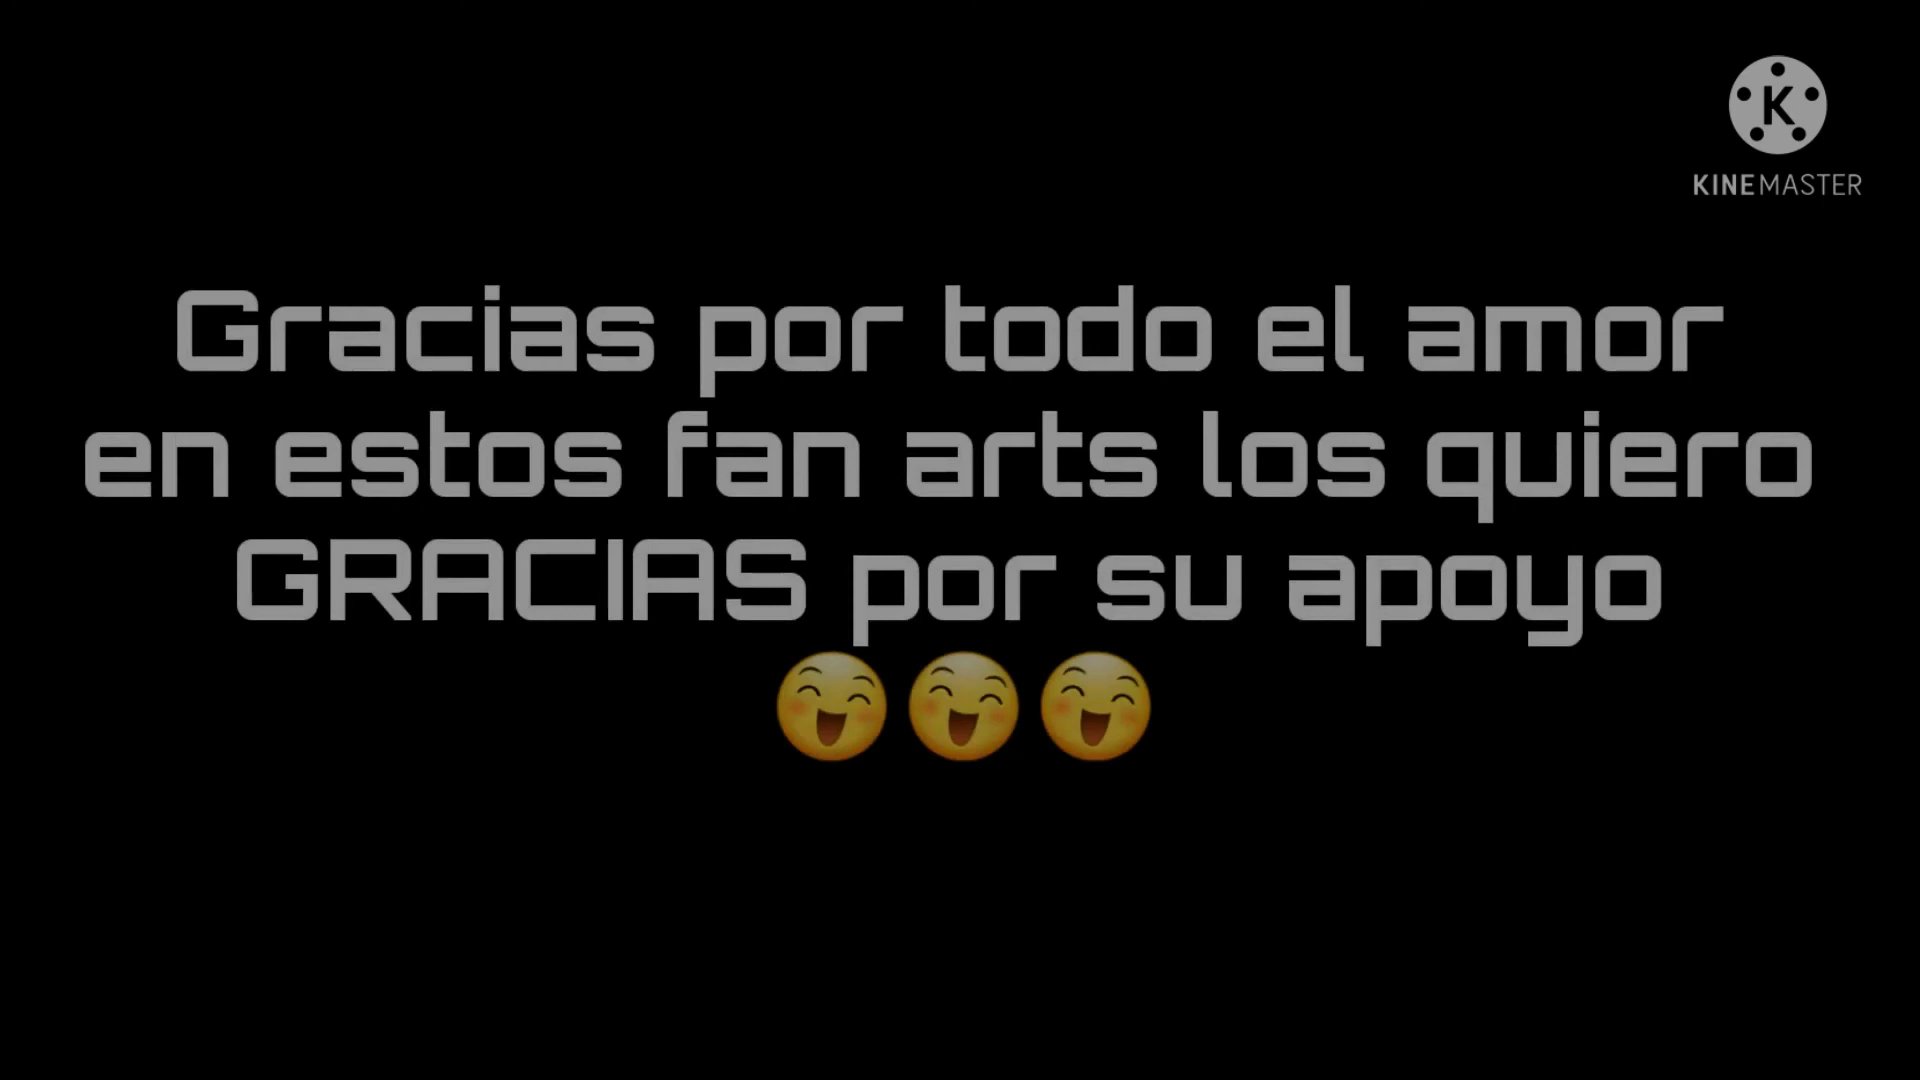 KINEMASTER
Gracias por todo el amor
en estos fan arts los quiero
GRACIAS por su apoyo
😄😄😄